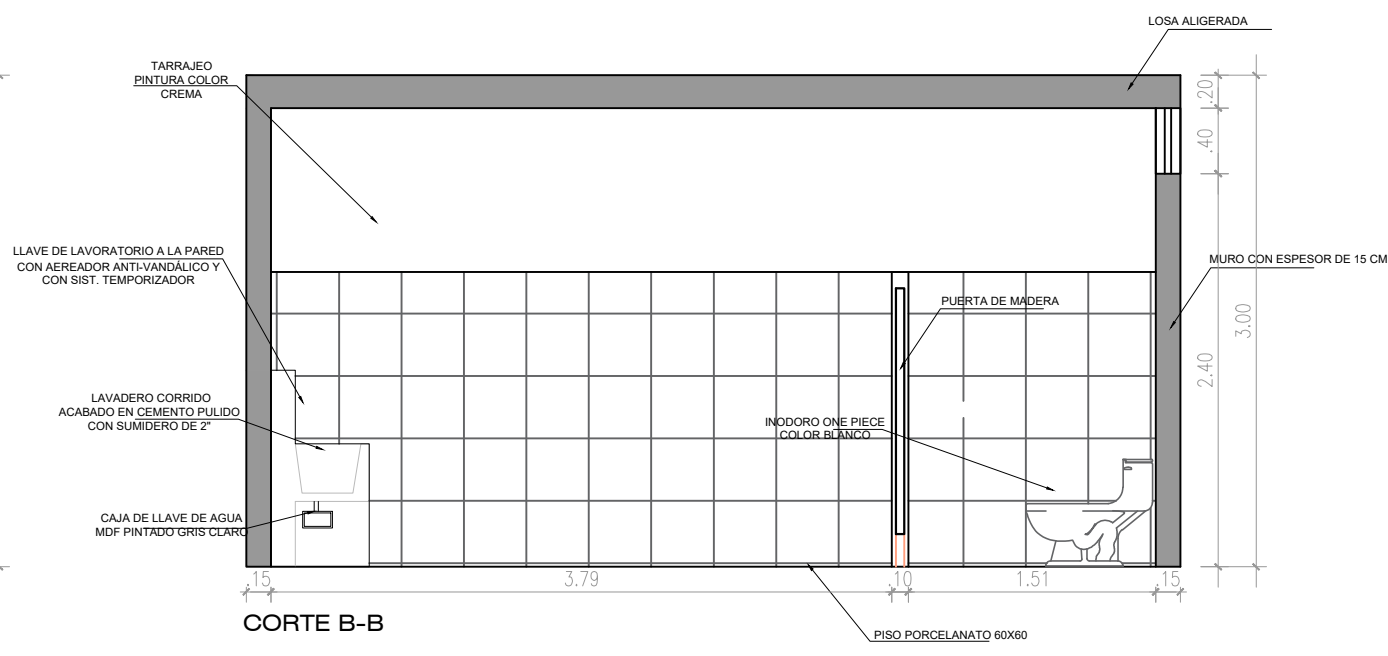 LOSA ALIGERADA
TARRAJEO
PINTURA COLOR
CREMA
.20
.40
LLAVE DE LAVORATORIO A LA PARED
CON AEREADOR ANTI-VANDÁLICO Y
CON SIST. TEMPORIZADOR
MURO CON ESPESOR DE 15 CM
PUERTA DE MADERA
3.00
2.40
LAVADERO CORRIDO
ACABADO EN CEMENTO PULIDO
CON SUMIDERO DE 2"
INODORO ONE PIECE
COLOR BLANCO
CAJA DE LLAVE DE AGUA
MDF PINTADO GRIS CLARO
.15
3.79
.10
1.51
.15
CORTE B-B
PISO PORCELANATO 60X60